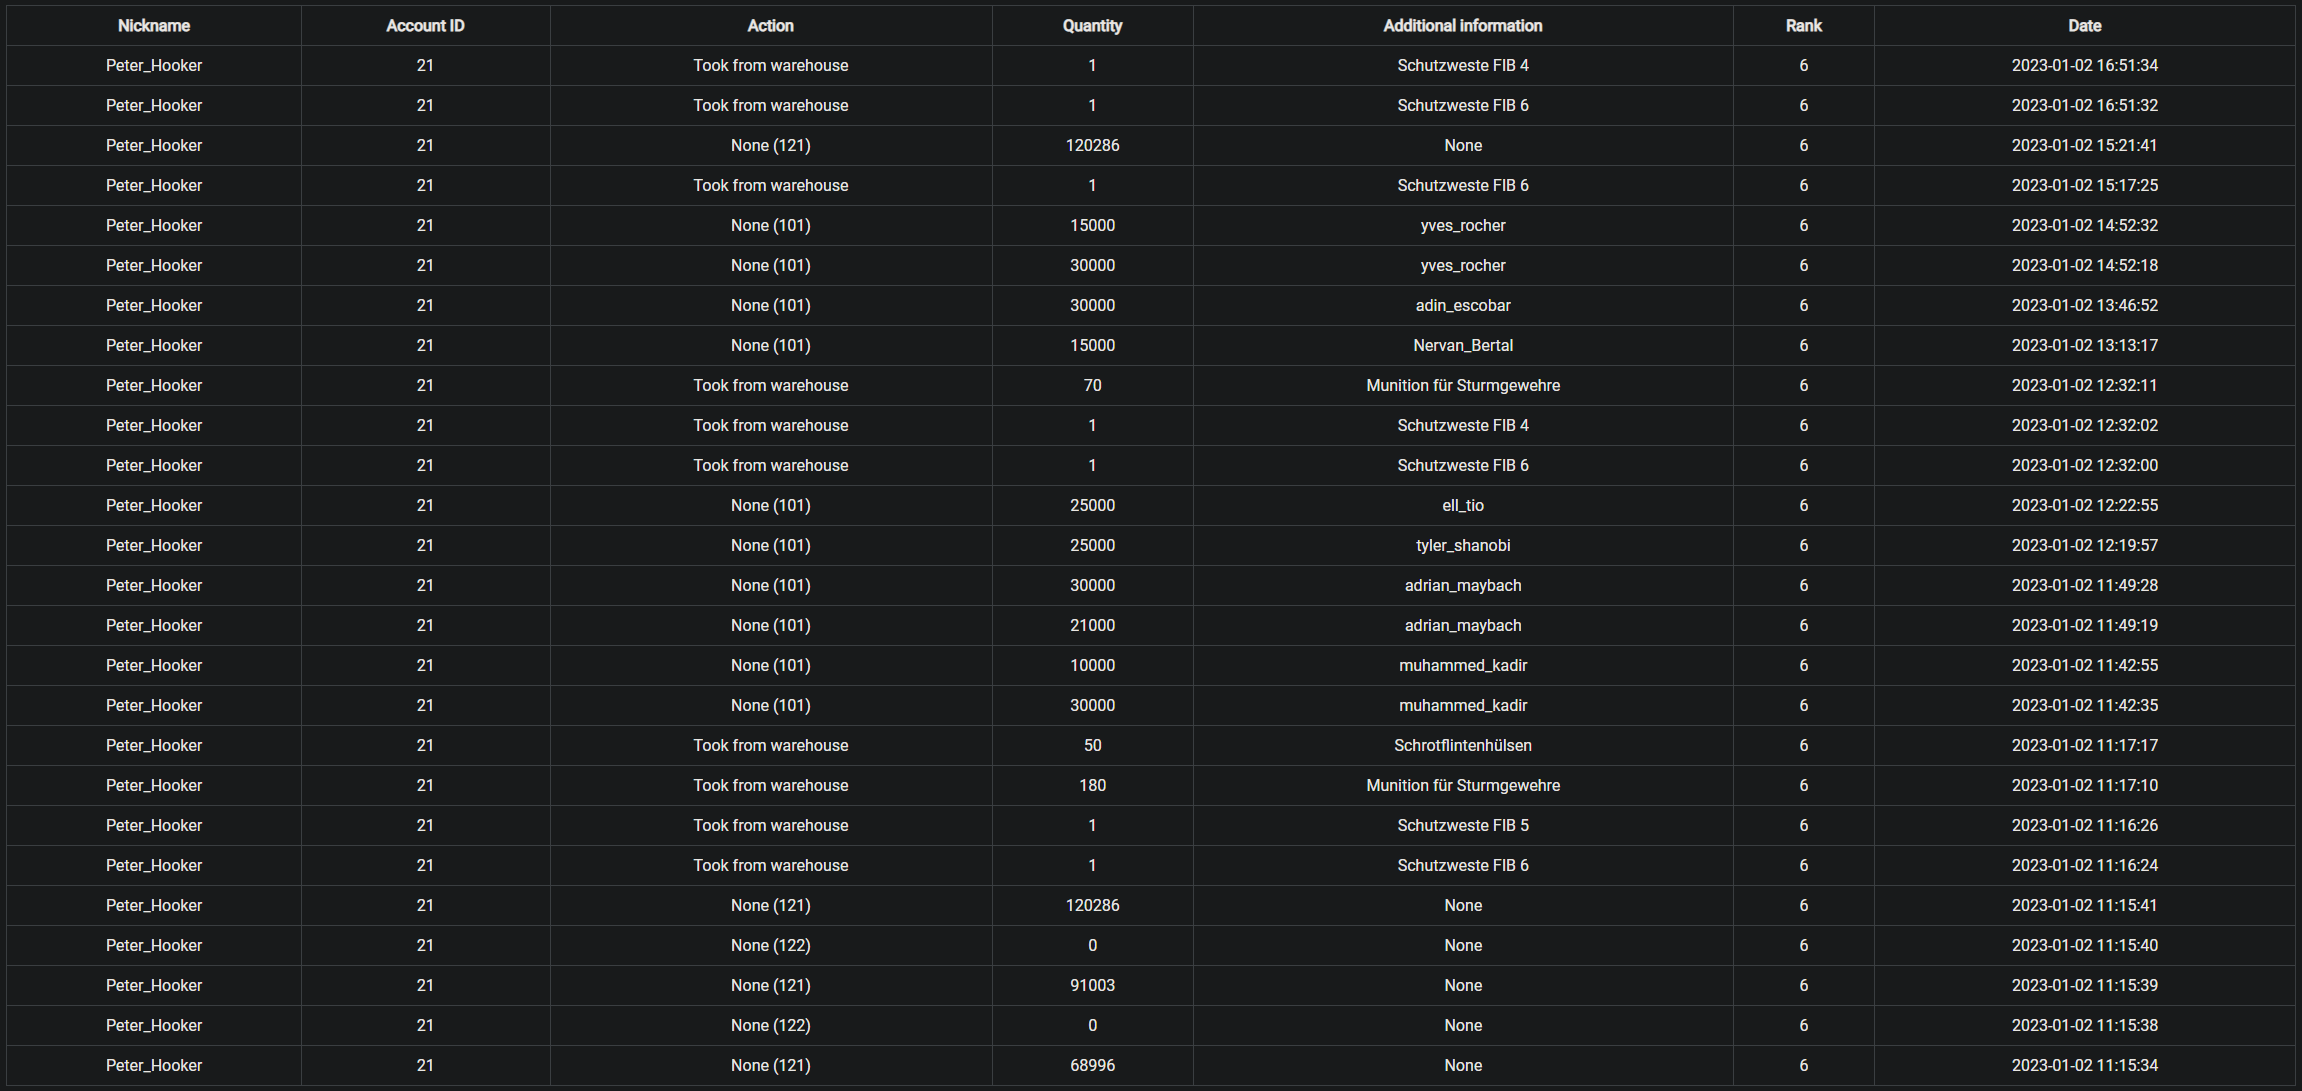 Nickname Account ID Action Quantity Additional information Rank Date
Peter_Hooker 21 Took from warehouse 1 Schutzweste FIB 4 6 2023-01-02 16:51:34
Peter_Hooker 21 Took from warehouse 1 Schutzweste FIB 6 6 2023-01-02 16:51:32
Peter_Hooker 21 None (121) 120286 None 6 2023-01-02 15:21:41
Peter_Hooker 21 Took from warehouse 1 Schutzweste FIB 6 6 2023-01-02 15:17:25
Peter_Hooker 21 None (101) 15000 yves_rocher 6 2023-01-02 14:52:32
Peter_Hooker 21 None (101) 30000 yves_rocher 6 2023-01-02 14:52:18
Peter_Hooker 21 None (101) 30000 adin_escobar 6 2023-01-02 13:46:52
Peter_Hooker 21 None (101) 15000 Nervan_Bertal 6 2023-01-02 13:13:17
Peter_Hooker 21 Took from warehouse 70 Munition für Sturmgewehre 6 2023-01-02 12:32:11
Peter_Hooker 21 Took from warehouse 1 Schutzweste FIB 4 6 2023-01-02 12:32:02
Peter_Hooker 21 Took from warehouse 1 Schutzweste FIB 6 6 2023-01-02 12:32:00
Peter_Hooker 21 None (101) 25000 ell_tio 6 2023-01-02 12:22:55
Peter_Hooker 21 None (101) 25000 tyler_shanobi 6 2023-01-02 12:19:57
Peter_Hooker 21 None (101) 30000 adrian_maybach 6 2023-01-02 11:49:28
Peter_Hooker 21 None (101) 21000 adrian_maybach 6 2023-01-02 11:49:19
Peter_Hooker 21 None (101) 10000 muhammed_kadir 6 2023-01-02 11:42:55
Peter_Hooker 21 None (101) 30000 muhammed_kadir 6 2023-01-02 11:42:35
Peter_Hooker 21 Took from warehouse 50 Schrotflintenhülsen 6 2023-01-02 11:17:17
Peter_Hooker 21 Took from warehouse 180 Munition für Sturmgewehre 6 2023-01-02 11:17:10
Peter_Hooker 21 Took from warehouse 1 Schutzweste FIB 5 6 2023-01-02 11:16:26
Peter_Hooker 21 Took from warehouse 1 Schutzweste FIB 6 6 2023-01-02 11:16:24
Peter_Hooker 21 None (121) 120286 None 6 2023-01-02 11:15:41
Peter_Hooker 21 None (122) 0 None 6 2023-01-02 11:15:40
Peter_Hooker 21 None (121) 91003 None 6 2023-01-02 11:15:39
Peter_Hooker 21 None (122) 0 None 6 2023-01-02 11:15:38
Peter_Hooker 21 None (121) 68996 None 6 2023-01-02 11:15:34